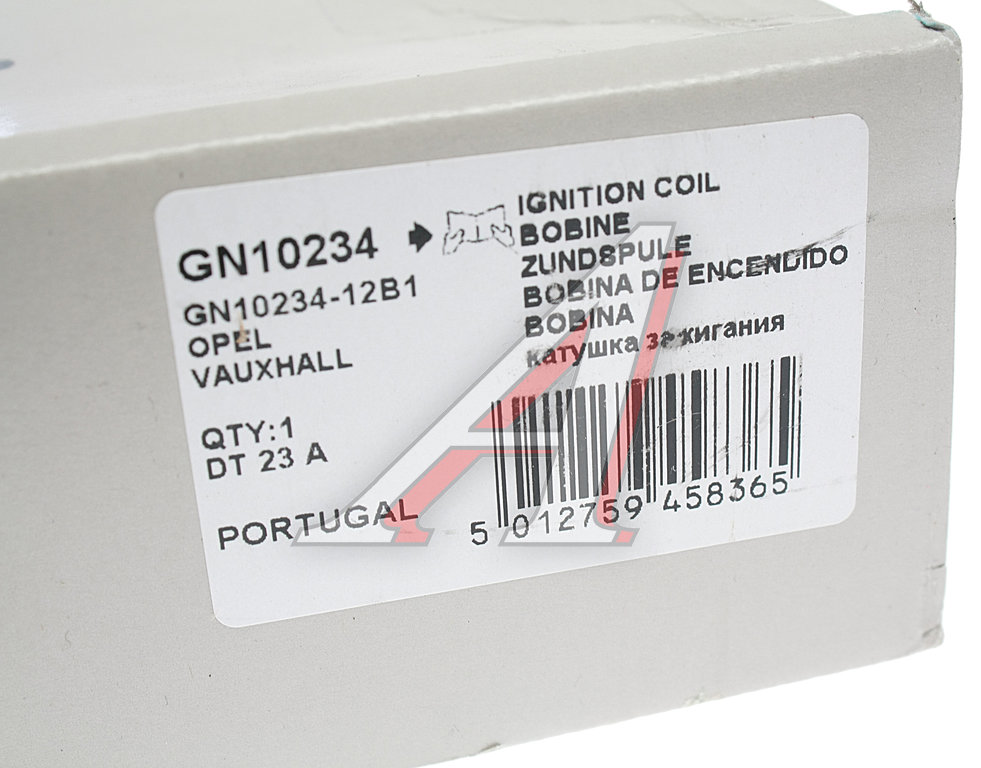 GN10234
GN10234-12B1
OPEL
VAUXHALL
QTY:1
DT 23 A
PORTUGAL
IGNITION COIL
BOBINE
ZUNDSPULE
BOBINA DE ENCENDIDO
BOBINA
катушка зажигания
5 012759 458365